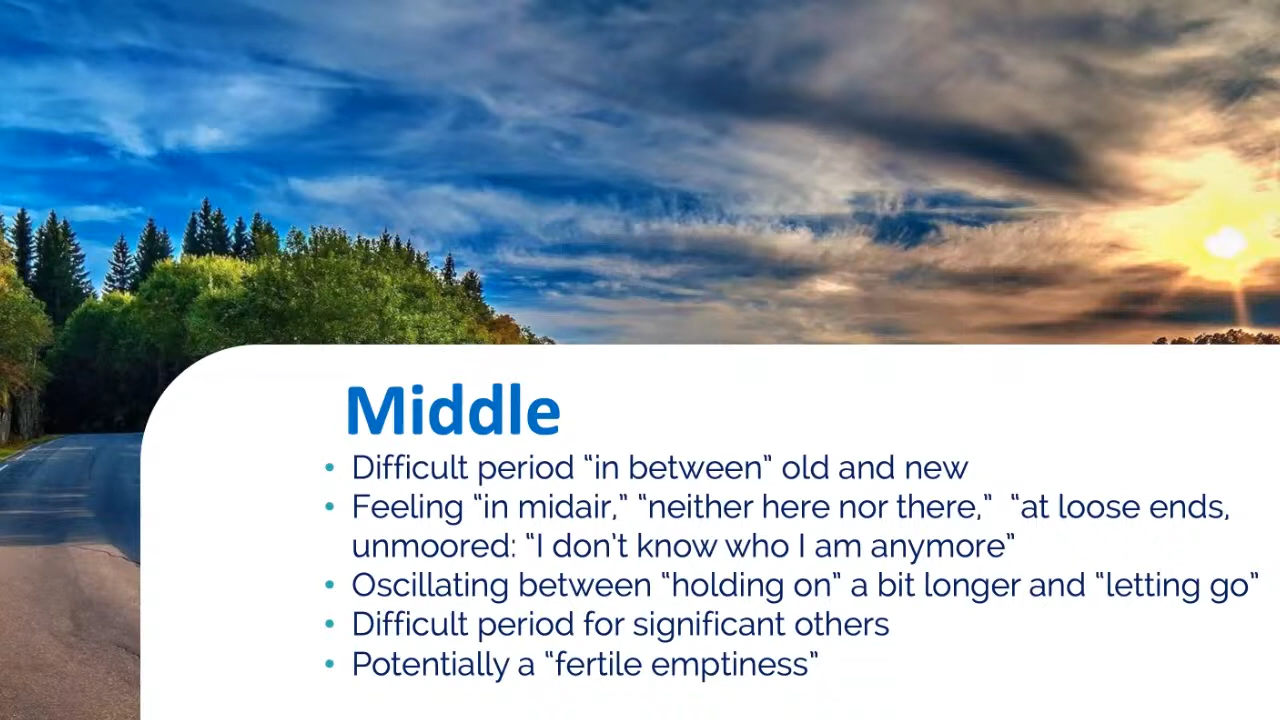 Middle
• Difficult period “in between” old and new
• Feeling “in midair,” “neither here nor there,”  “at loose ends,
unmoored: “I don’t know who I am anymore”
• Oscillating between “holding on” a bit longer and “letting go”
• Difficult period for significant others
• Potentially a “fertile emptiness”